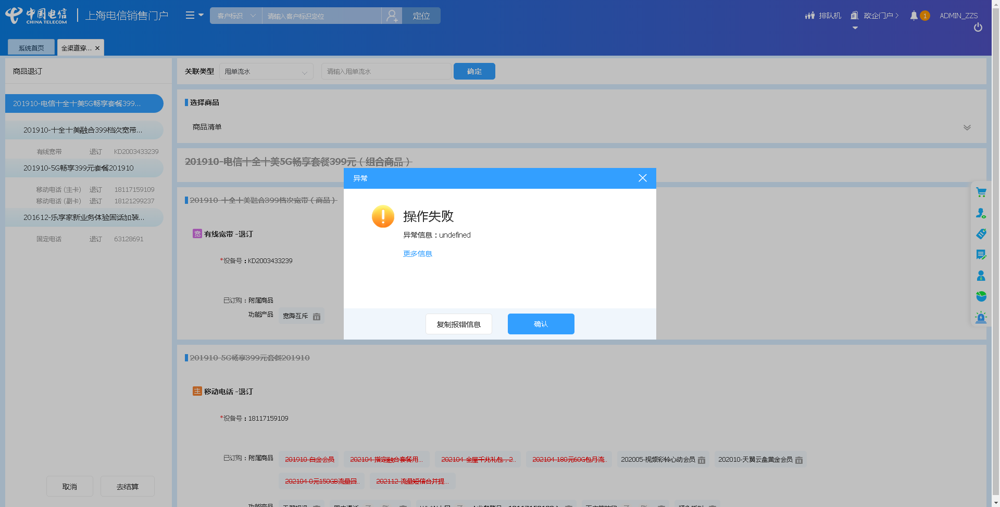 中国电信
CHINA TELECOM
上海电信销售门户
客户标识
请输入客户标识定位
定位
排队机
政企门户
1
ADMIN_ZZS
系统首页
全渠道穿...
商品退订
201910-电信十全十美5G畅享套餐399...
201910-十全十美融合399档次宽带...
有线宽带 退订 KD2003433239
201910-5G畅享399元套餐201910
移动电话 (主卡) 退订 18117159109
移动电话 (副卡) 退订 18121299237
201612-乐享家新业务体验固话加装...
固定电话 退订 63128691
取消
去结算
关联类型
甩单流水
请输入甩单流水
确定
选择商品
商品清单
201910-电信十全十美5G畅享套餐399元（组合商品）
201910-十全十美融合399档次宽带（商品）
宽 有线宽带 -退订
*设备号：KD2003433239
已订购：附属商品
功能产品 宽降互斥
异常
操作失败
异常信息：undefined
更多信息
复制报错信息
确认
201910-5G畅享399元套餐201910
主 移动电话 -退订
*设备号：18117159109
已订购：附属商品 201910-白金会员 202104-指定融合套餐用... 202104-全屋千兆礼包，2.. 202104-180元60G包月流.. 202005-视频彩铃心动会员 202010-天翼云盘黄金会员
202104-0元150GB流量回.. 202112-流量短信合并提...
功能产品